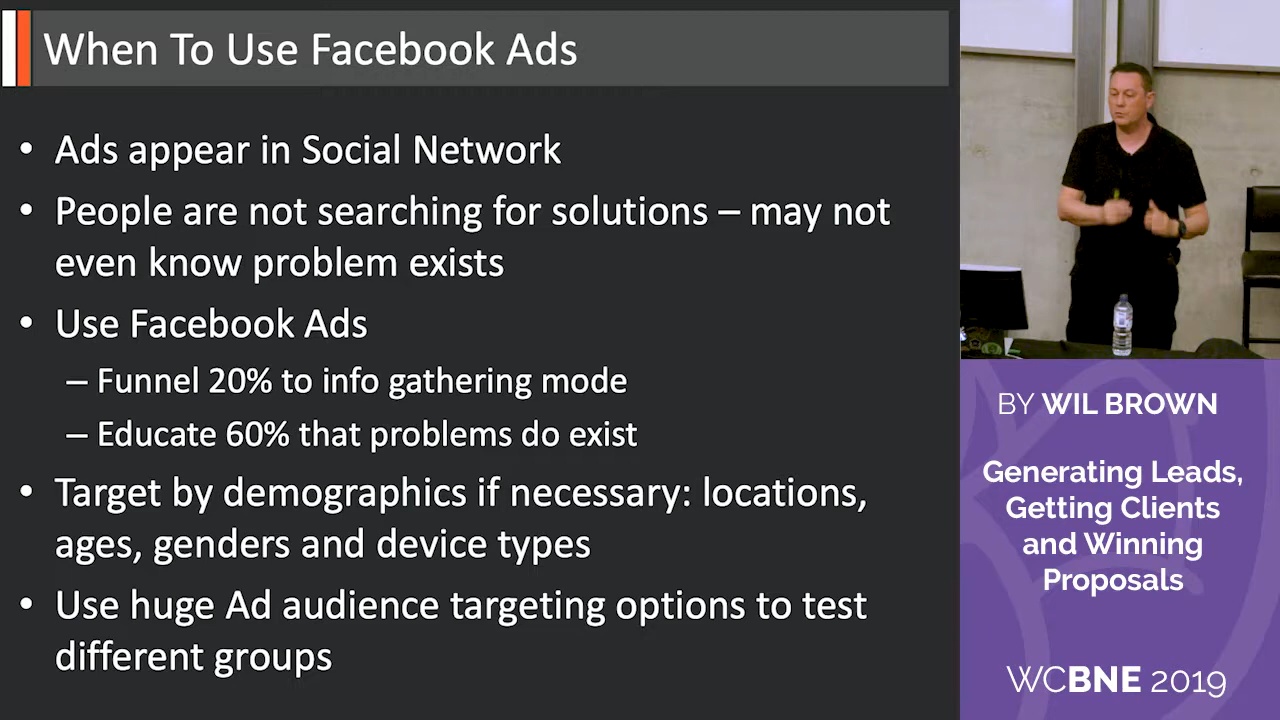 When To Use Facebook Ads
• Ads appear in Social Network
• People are not searching for solutions – may not
even know problem exists
• Use Facebook Ads
– Funnel 20% to info gathering mode
– Educate 60% that problems do exist
• Target by demographics if necessary: locations,
ages, genders and device types
• Use huge Ad audience targeting options to test
different groups
BY WIL BROWN
Generating Leads,
Getting Clients
and Winning
Proposals
WCBNE 2019